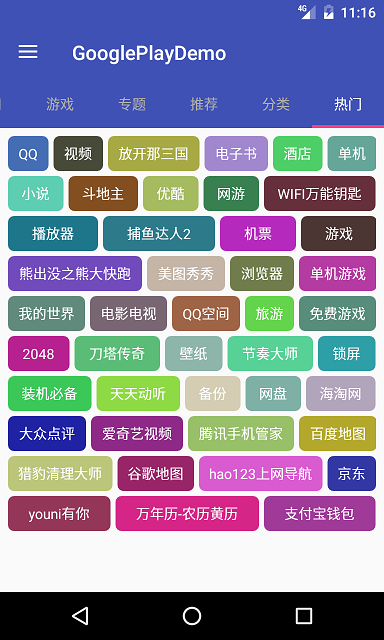 4G 11:16
GooglePlayDemo
游戏 专题 推荐 分类 热门
QQ 视频 放开那三国 电子书 酒店 单机
小说 斗地主 优酷 网游 WIFI万能钥匙
播放器 捕鱼达人2 机票 游戏
熊出没之熊大快跑 美图秀秀 浏览器 单机游戏
我的世界 电影电视 QQ空间 旅游 免费游戏
2048 刀塔传奇 壁纸 节奏大师 锁屏
装机必备 天天动听 备份 网盘 海淘网
大众点评 爱奇艺视频 腾讯手机管家 百度地图
猎豹清理大师 谷歌地图 hao123上网导航 京东
youni有你 万年历-农历黄历 支付宝钱包